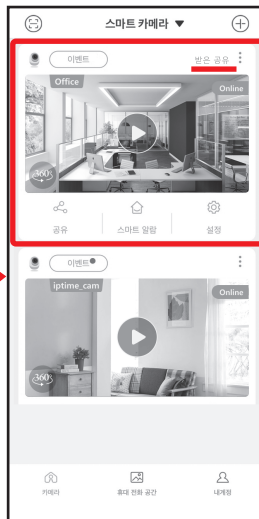 스마트 카메라 ▼
이벤트
받은 공유
Office
Online
360
공유
스마트 알람
설정
이벤트
iptime_cam
Online
360
카메라
휴대 전화 공간
내계정